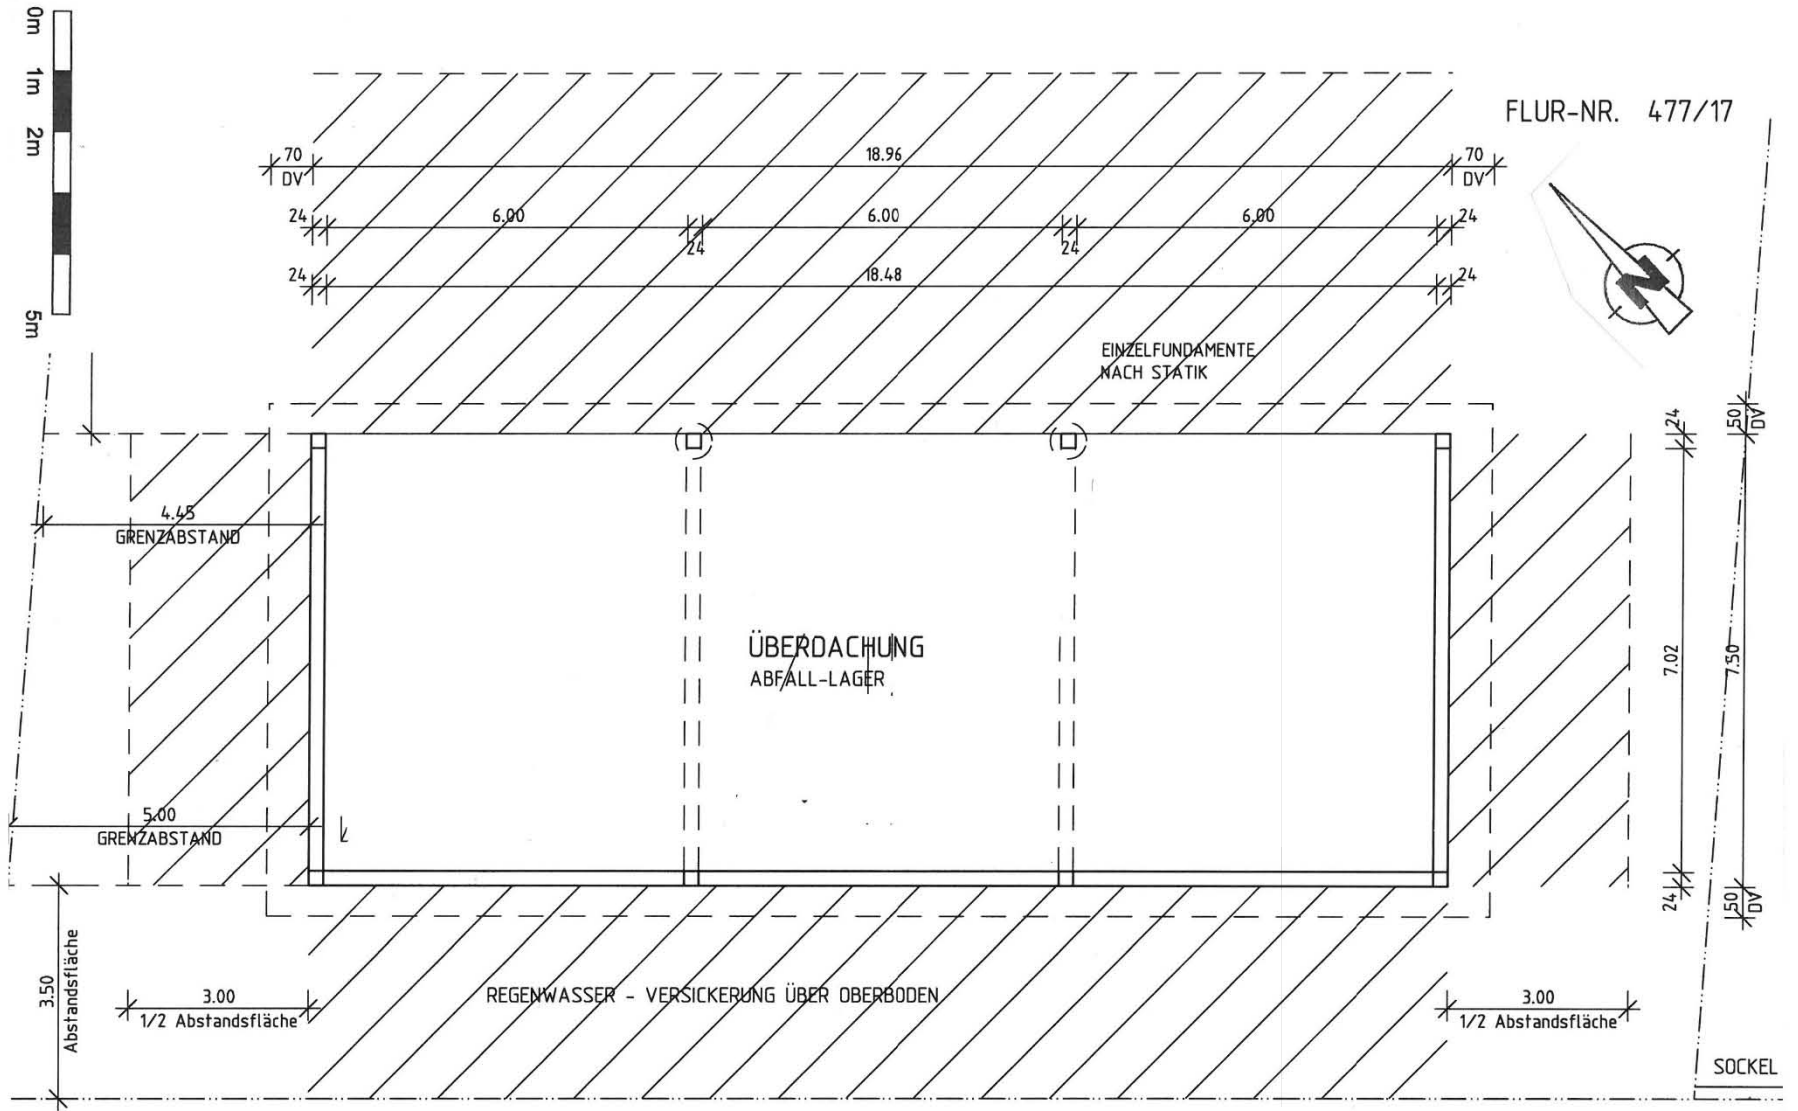 0m
1m
2m
5m
FLUR-NR. 477/17
70
DV
18.96
70
DV
24
6.00
24
6.00
24
6.00
24
24
18.48
24
N
EINZELFUNDAMENTE
NACH STATIK
24
50
DV
4.45
GRENZABSTAND
ÜBERDACHUNG
ABFALL-LAGER
7.02
7.50
5.00
GRENZABSTAND
24
50
DV
3.50
Abstandsfläche
3.00
1/2 Abstandsfläche
REGENWASSER - VERSICKERUNG ÜBER OBERBODEN
3.00
1/2 Abstandsfläche
SOCKEL